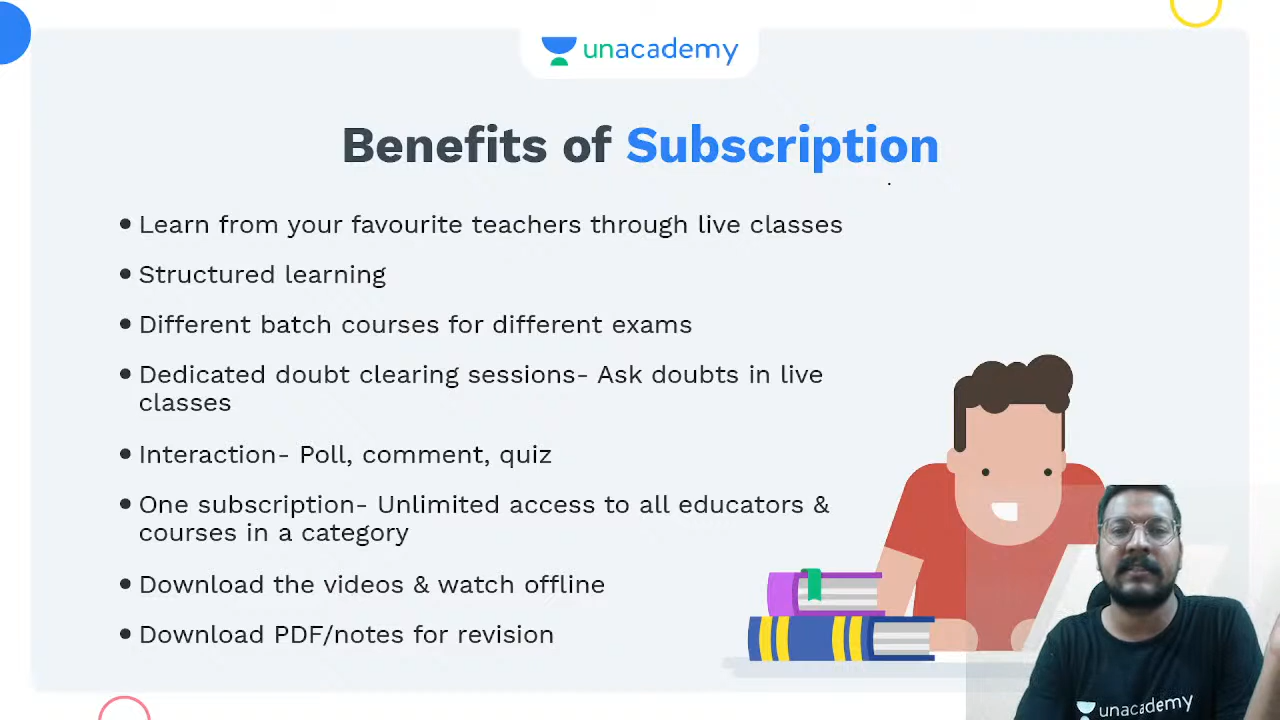 unacademy
Benefits of Subscription
• Learn from your favourite teachers through live classes
• Structured learning
• Different batch courses for different exams
• Dedicated doubt clearing sessions- Ask doubts in live
classes
• Interaction- Poll, comment, quiz
• One subscription- Unlimited access to all educators &
courses in a category
• Download the videos & watch offline
• Download PDF/notes for revision
unacademy